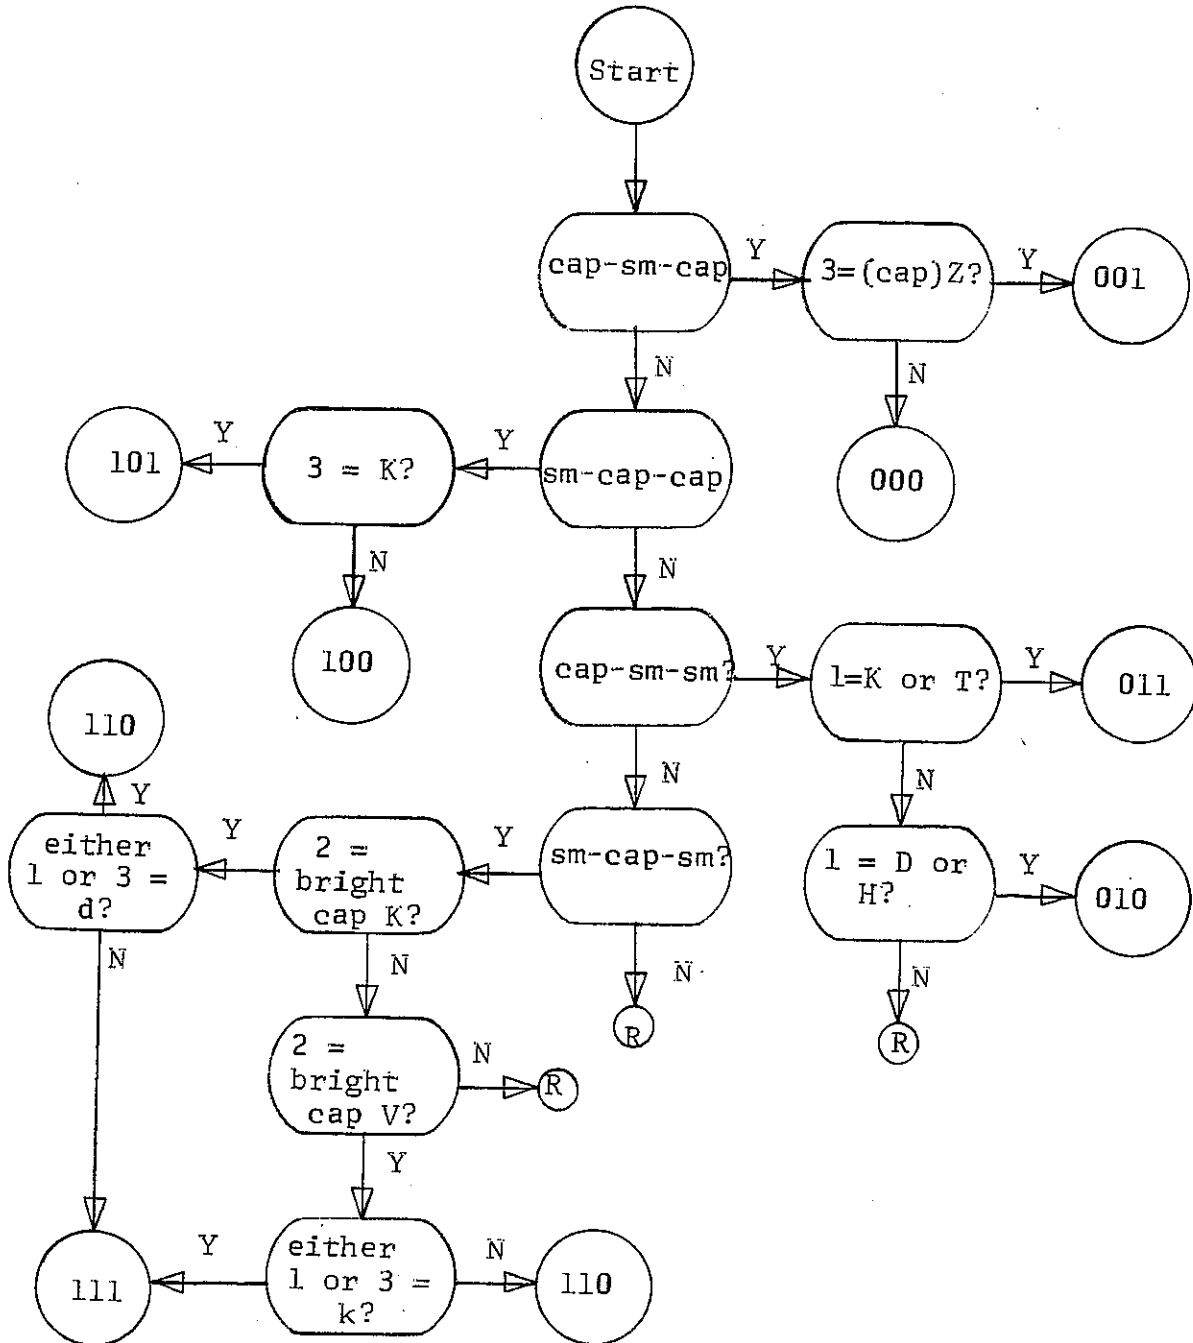 Start
cap-sm-cap
Y
3=(cap)Z?
Y
001
N
N
000
101
Y
3 = K?
Y
sm-cap-cap
N
N
100
cap-sm-sm?
Y
1=K or T?
Y
011
110
N
N
Y
either
1 or 3 =
d?
Y
2 =
bright
cap K?
Y
sm-cap-sm?
1 = D or
H?
Y
010
N
N
N
N
R
R
2 =
bright
cap V?
N
R
Y
111
Y
either
1 or 3 =
k?
N
110